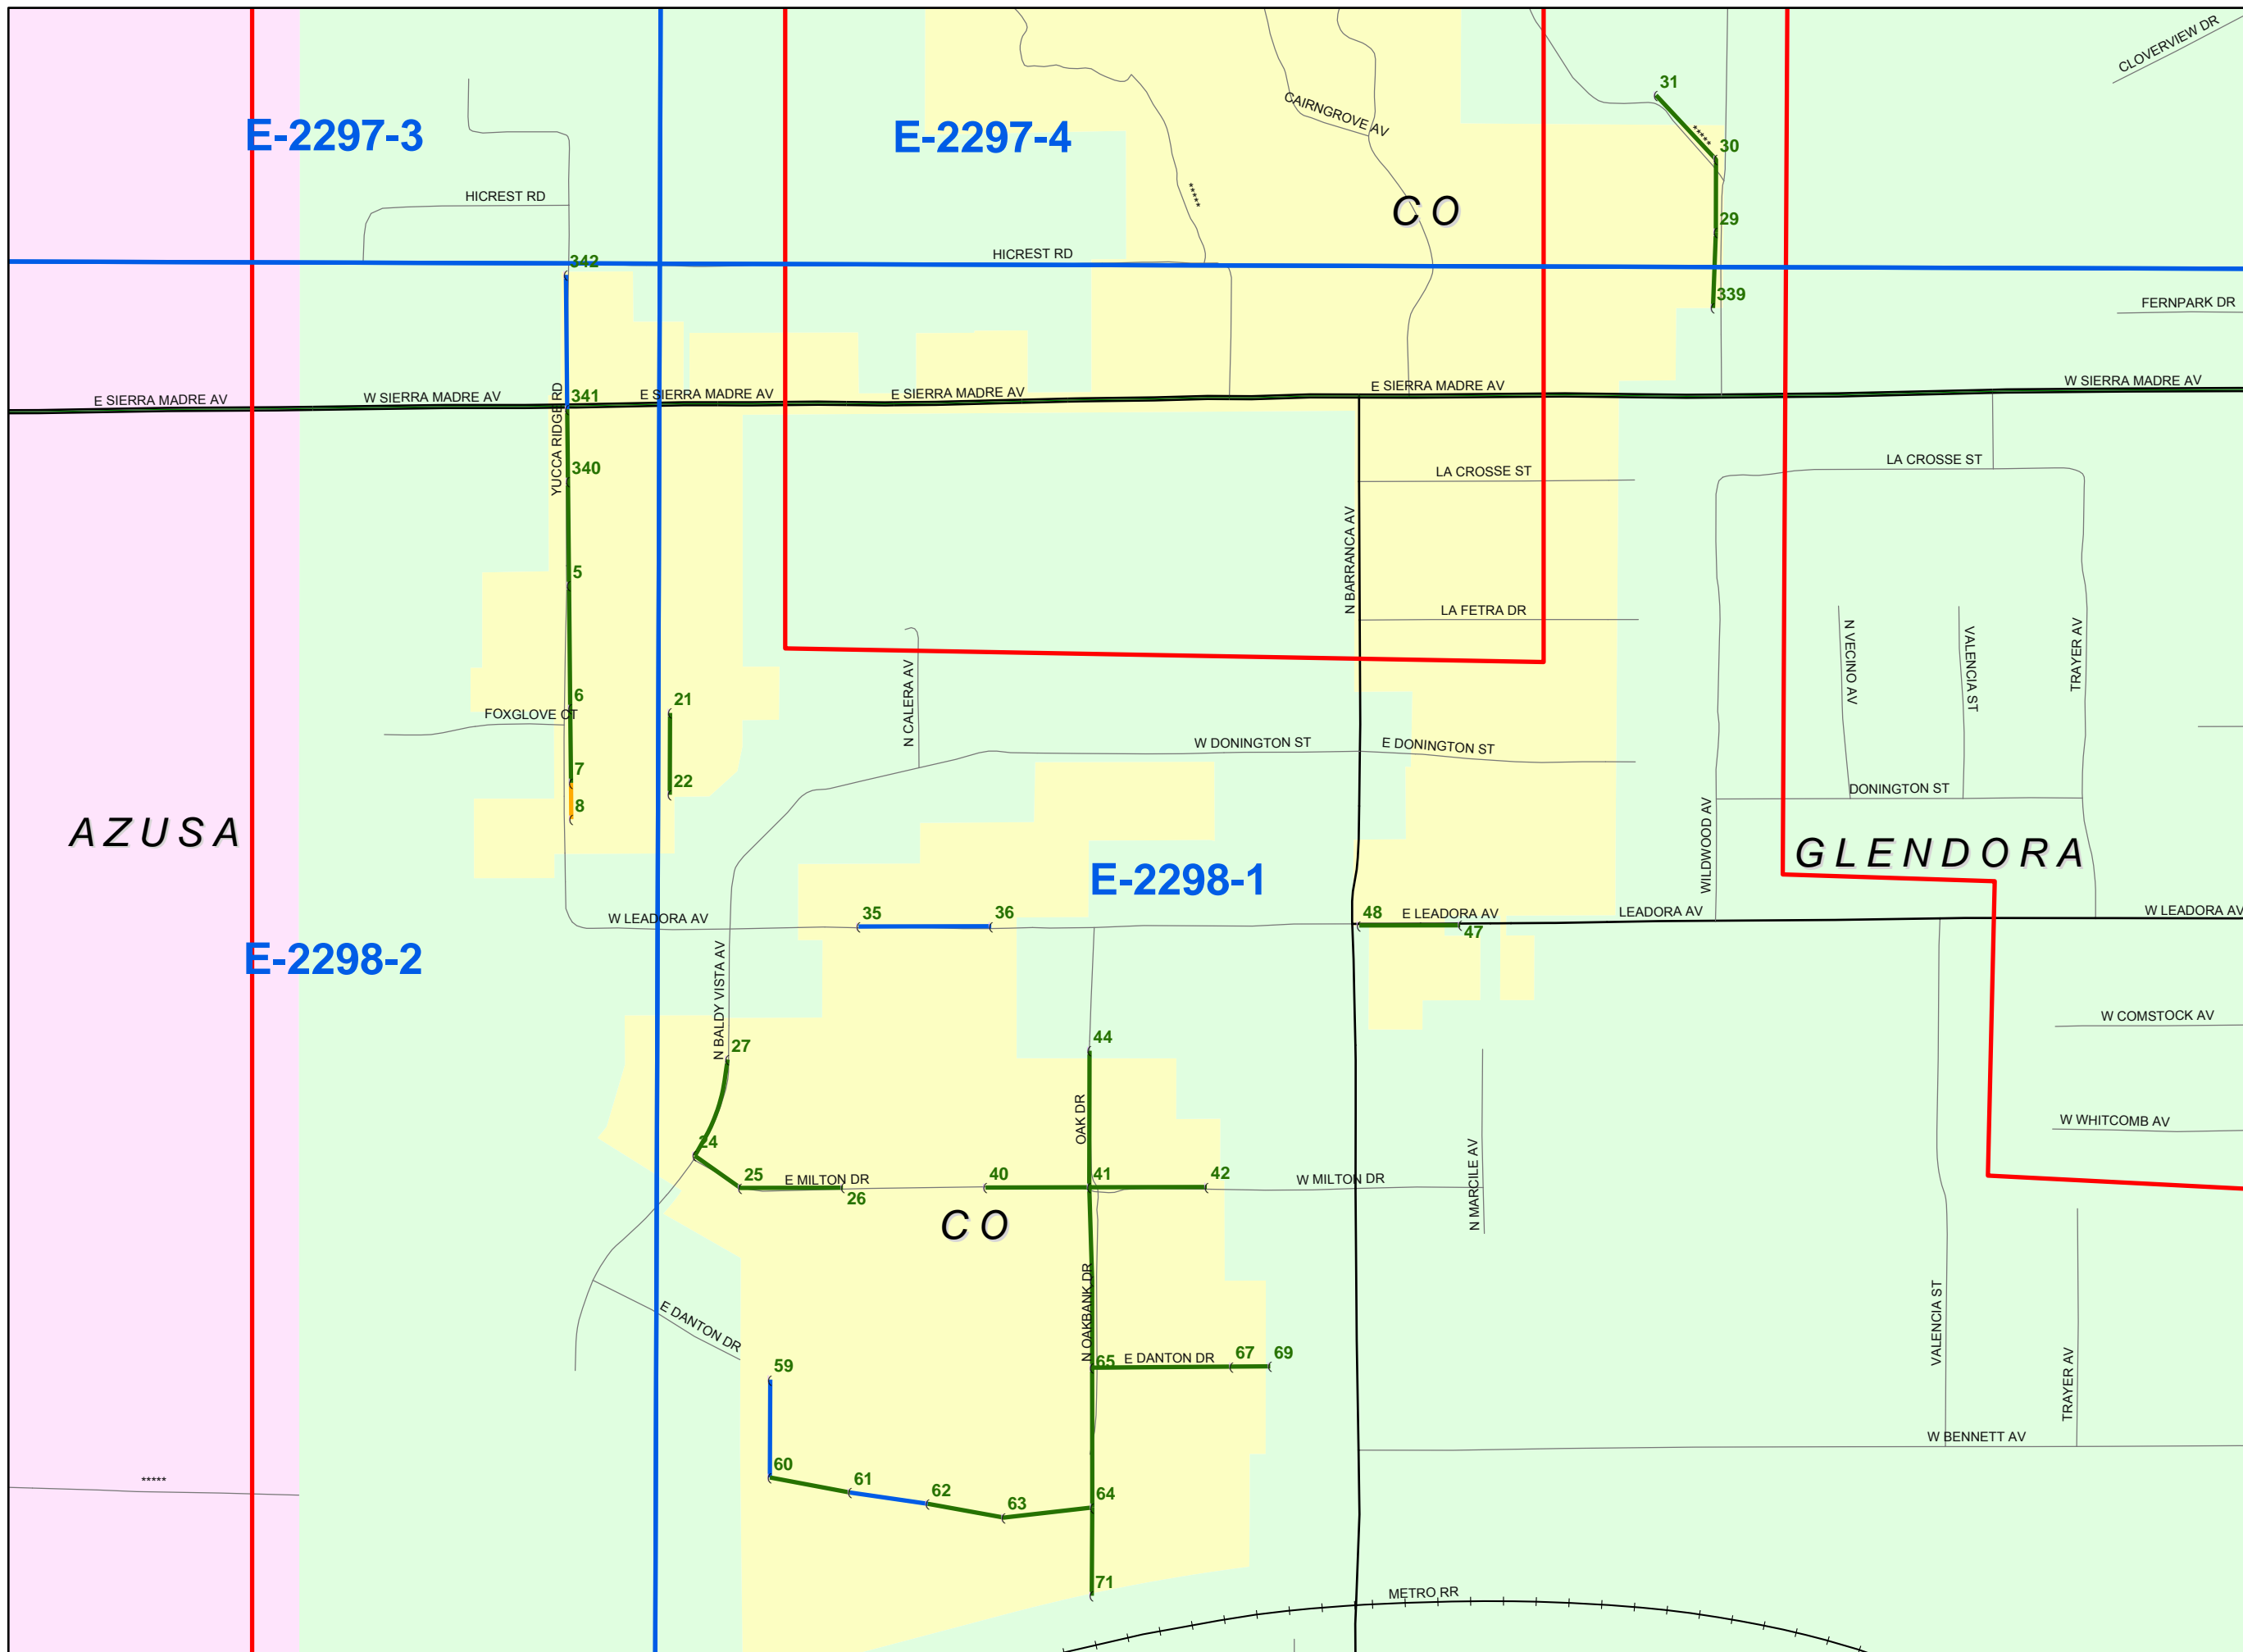 CLOVERVIEW DR
31
CAIRNGROVE AV
E-2297-3
E-2297-4
*****
30
HICREST RD
*****
CO
29
HICREST RD
342
339
FERNPARK DR
E SIERRA MADRE AV
W SIERRA MADRE AV
341
E SIERRA MADRE AV
E SIERRA MADRE AV
E SIERRA MADRE AV
W SIERRA MADRE AV
YUCCA RIDGE RD
340
LA CROSSE ST
LA CROSSE ST
N BARRANCA AV
5
LA FETRA DR
N VECINO AV
VALENCIA ST
TRAYER AV
6
21
N CALERA AV
FOXGLOVE CT
W DONINGTON ST
E DONINGTON ST
7
22
DONINGTON ST
8
AZUSA
WILDWOOD AV
GLENDORA
E-2298-1
W LEADORA AV
35
36
48
E LEADORA AV
LEADORA AV
W LEADORA AV
47
E-2298-2
N BALDY VISTA AV
W COMSTOCK AV
27
44
OAK DR
W WHITCOMB AV
24
25
E MILTON DR
26
40
41
42
W MILTON DR
N MARCILE AV
CO
N OAKBANK DR
E DANTON DR
VALENCIA ST
59
65
E DANTON DR
67
69
TRAYER AV
W BENNETT AV
*****
60
61
62
63
64
71
METRO RR